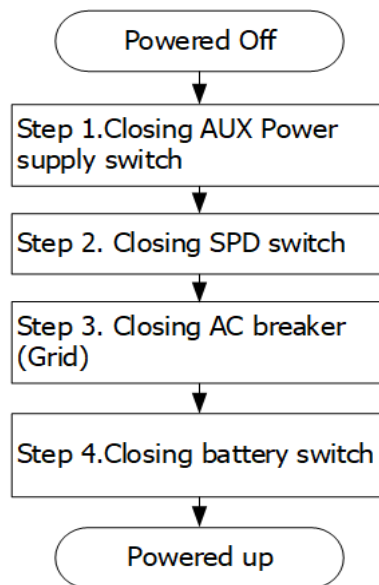 Powered Off
Step 1.Closing AUX Power
supply switch
Step 2. Closing SPD switch
Step 3. Closing AC breaker
(Grid)
Step 4.Closing battery switch
Powered up